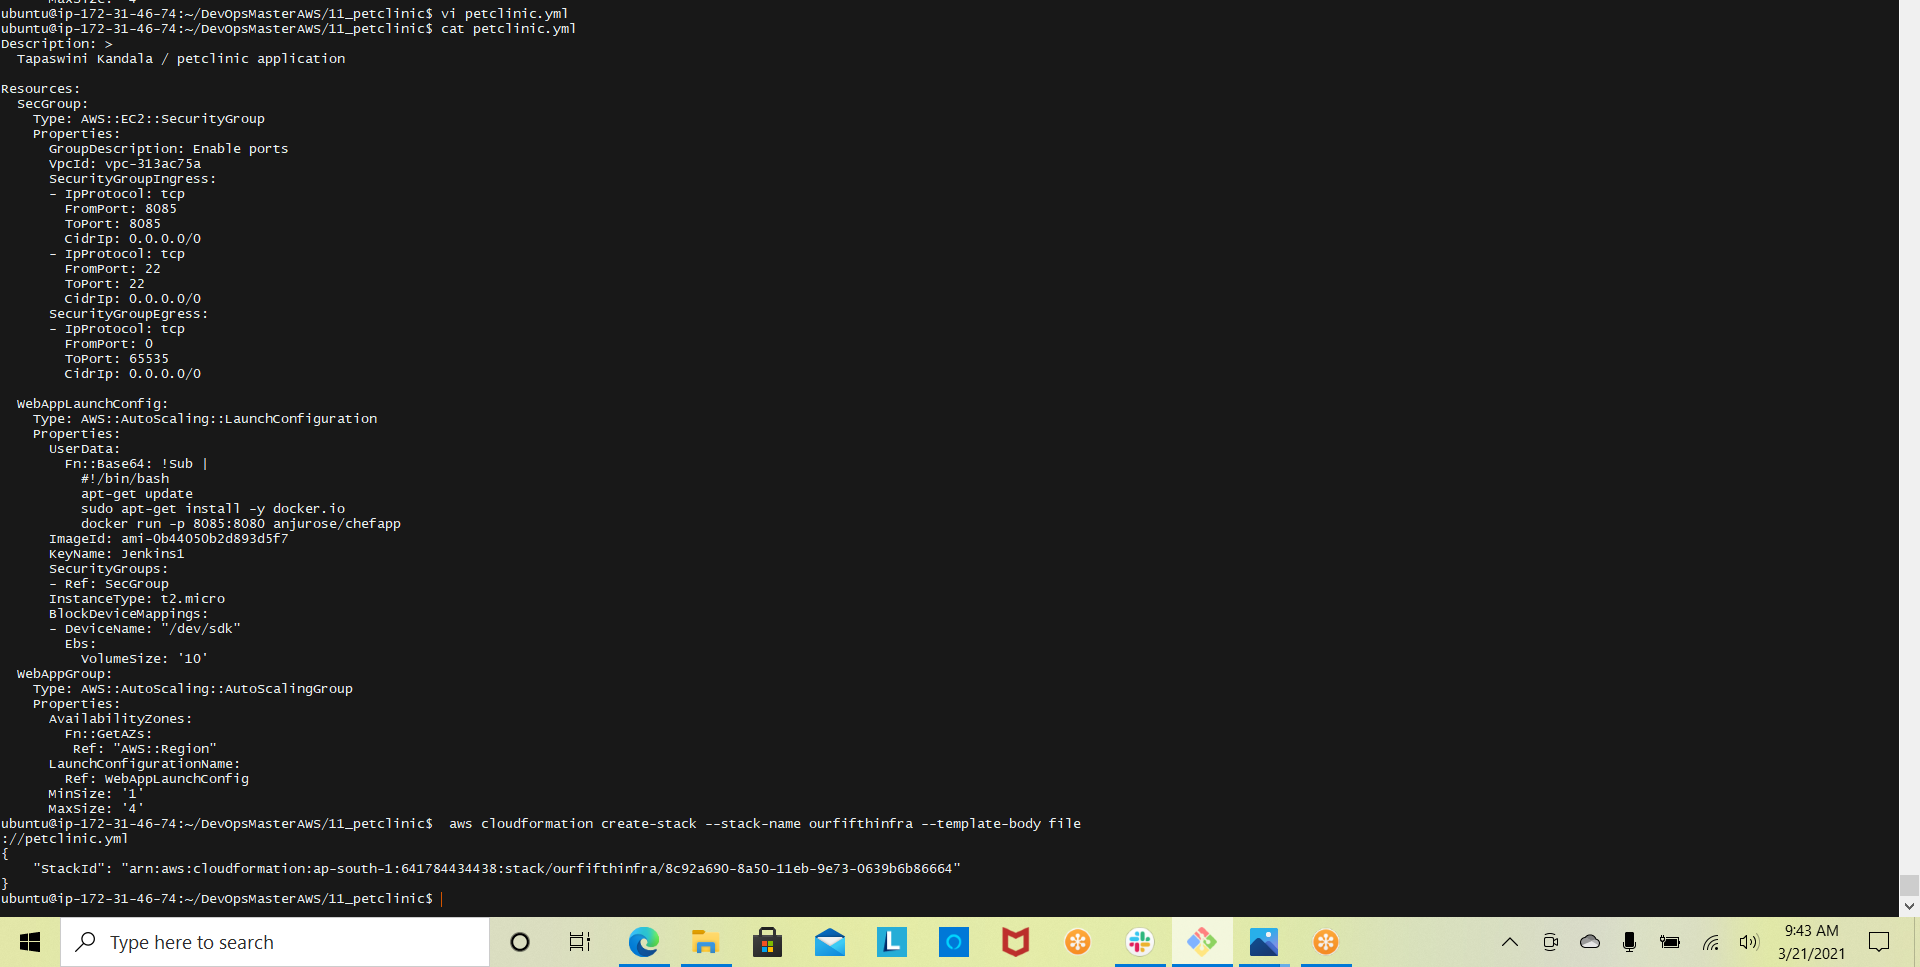 ubuntu@ip-172-31-46-74:~/DevOpsMasterAWS/11_petclinic$ vi petclinic.yml
ubuntu@ip-172-31-46-74:~/DevOpsMasterAWS/11_petclinic$ cat petclinic.yml
Description: >
  Tapaswini Kandala / petclinic application

Resources:
  SecGroup:
    Type: AWS::EC2::SecurityGroup
    Properties:
      GroupDescription: Enable ports
      VpcId: vpc-313ac75a
      SecurityGroupIngress:
      - IpProtocol: tcp
        FromPort: 8085
        ToPort: 8085
        CidrIp: 0.0.0.0/0
      - IpProtocol: tcp
        FromPort: 22
        ToPort: 22
        CidrIp: 0.0.0.0/0
      SecurityGroupEgress:
      - IpProtocol: tcp
        FromPort: 0
        ToPort: 65535
        CidrIp: 0.0.0.0/0

  WebAppLaunchConfig:
    Type: AWS::AutoScaling::LaunchConfiguration
    Properties:
      UserData:
        Fn::Base64: !Sub |
          #!/bin/bash
          apt-get update
          sudo apt-get install -y docker.io
          docker run -p 8085:8080 anjurose/chefapp
      ImageId: ami-0b44050b2d893d5f7
      KeyName: Jenkins1
      SecurityGroups:
      - Ref: SecGroup
      InstanceType: t2.micro
      BlockDeviceMappings:
      - DeviceName: "/dev/sdk"
        Ebs:
          VolumeSize: '10'
  WebAppGroup:
    Type: AWS::AutoScaling::AutoScalingGroup
    Properties:
      AvailabilityZones:
        Fn::GetAZs:
         Ref: "AWS::Region"
      LaunchConfigurationName:
        Ref: WebAppLaunchConfig
      MinSize: '1'
      MaxSize: '4'
ubuntu@ip-172-31-46-74:~/DevOpsMasterAWS/11_petclinic$  aws cloudformation create-stack --stack-name ourfifthinfra --template-body file
://petclinic.yml
{
    "StackId": "arn:aws:cloudformation:ap-south-1:641784434438:stack/ourfifthinfra/8c92a690-8a50-11eb-9e73-0639b6b86664"
}
ubuntu@ip-172-31-46-74:~/DevOpsMasterAWS/11_petclinic$
Type here to search
L
9:43 AM
3/21/2021